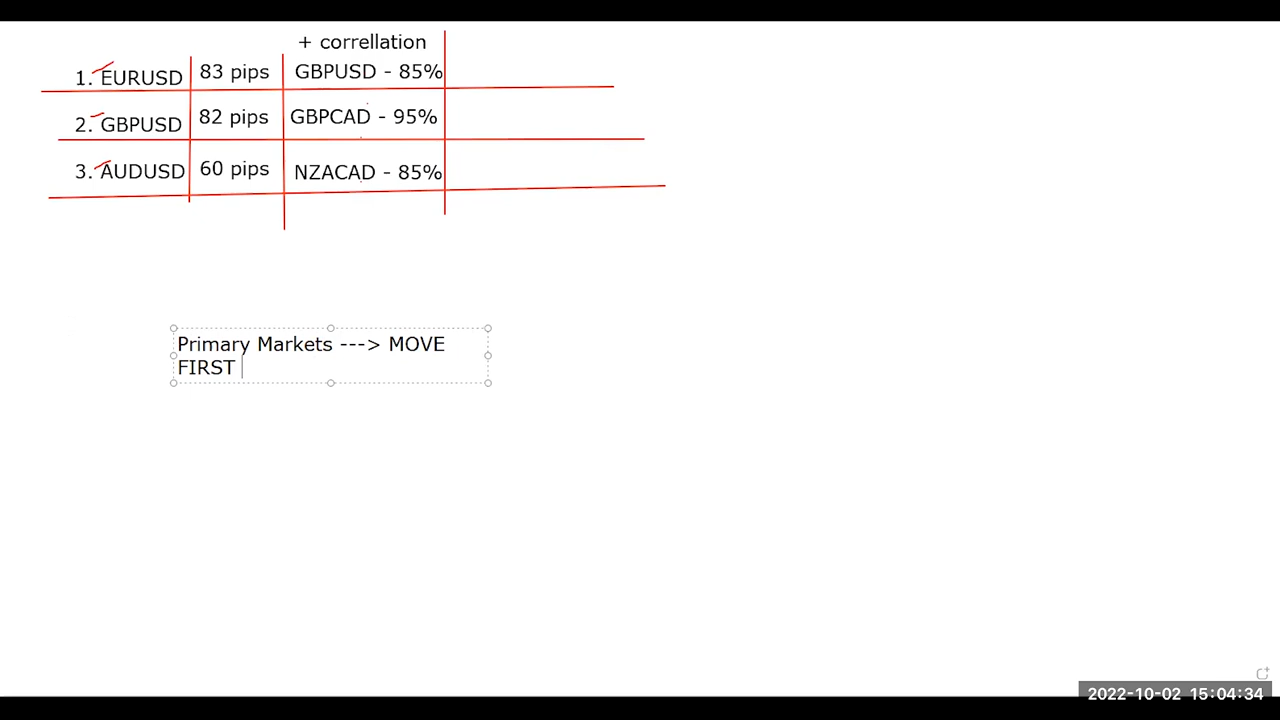 + correllation
1. EURUSD 83 pips GBPUSD - 85%
2. GBPUSD 82 pips GBPCAD - 95%
3. AUDUSD 60 pips NZACAD - 85%
Primary Markets ---> MOVE
FIRST
2022-10-02 15:04:34